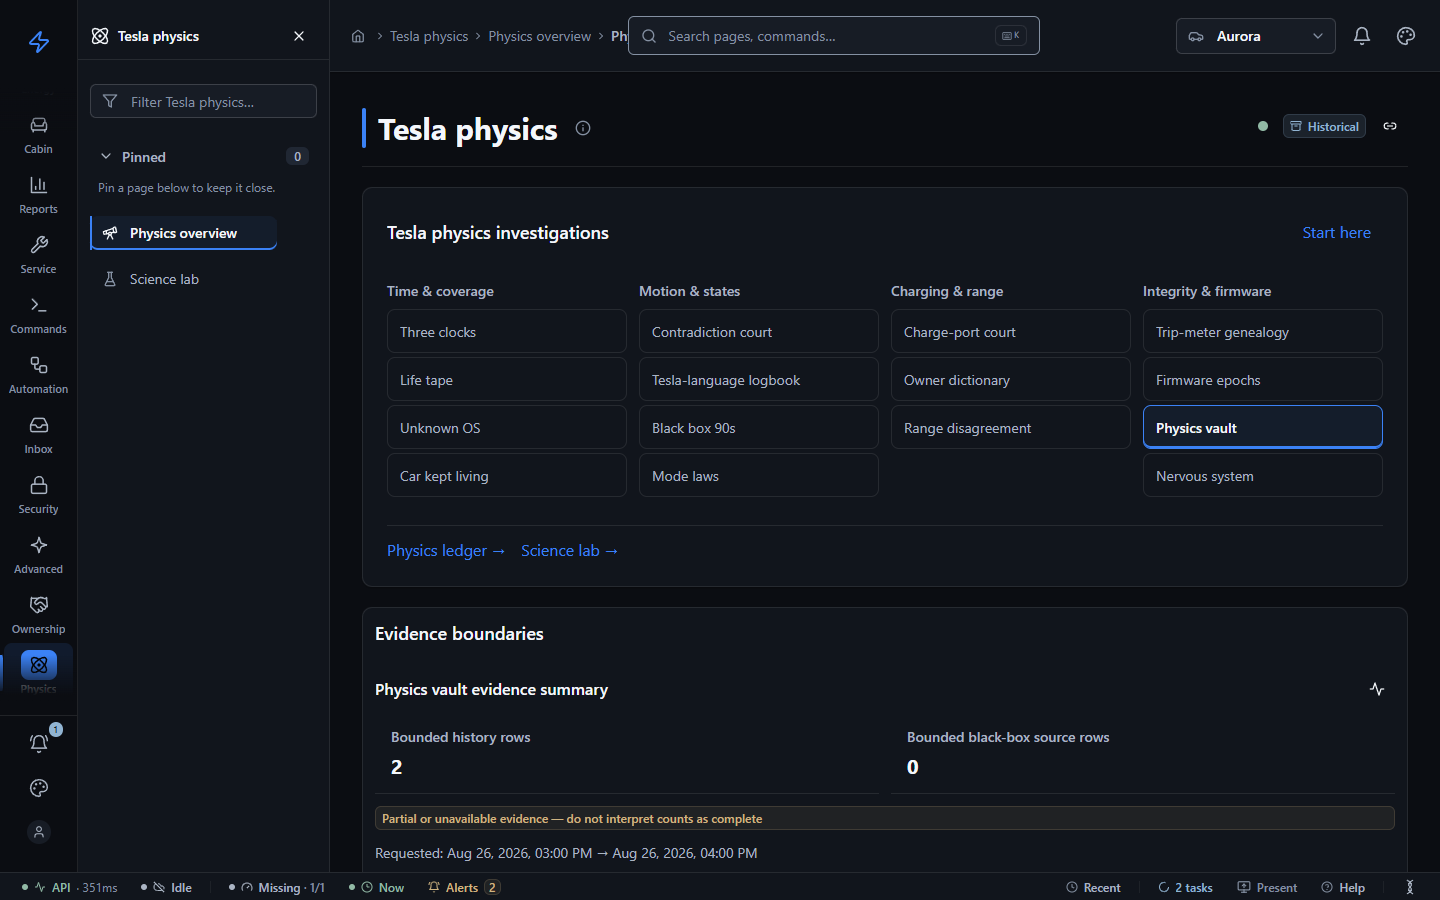 Tesla physics
Tesla physics
Physics overview
Ph
Search pages, commands...
K
Aurora
Cabin
Reports
Service
Commands
Automation
Inbox
Security
Advanced
Ownership
Physics
1
Filter Tesla physics...
Pinned
0
Pin a page below to keep it close.
Physics overview
Science lab
Tesla physics
Historical
Tesla physics investigations
Start here
Time & coverage
Three clocks
Life tape
Unknown OS
Car kept living
Motion & states
Contradiction court
Tesla-language logbook
Black box 90s
Mode laws
Charging & range
Charge-port court
Owner dictionary
Range disagreement
Integrity & firmware
Trip-meter genealogy
Firmware epochs
Physics vault
Nervous system
Physics ledger →
Science lab →
Evidence boundaries
Physics vault evidence summary
Bounded history rows
2
Bounded black-box source rows
0
Partial or unavailable evidence — do not interpret counts as complete
Requested: Aug 26, 2026, 03:00 PM → Aug 26, 2026, 04:00 PM
API · 351ms
Idle
Missing · 1/1
Now
Alerts 2
Recent
2 tasks
Present
Help